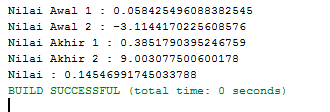 Nilai Awal 1 : 0.058425496088382545
Nilai Awal 2 : -3.1144170225608576
Nilai Akhir 1 : 0.3851790395246759
Nilai Akhir 2 : 9.003077500600178
Nilai : 0.14546991745033788
BUILD SUCCESSFUL (total time: 0 seconds)